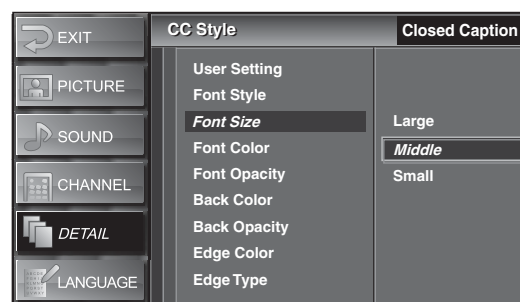 EXIT
PICTURE
SOUND
CHANNEL
DETAIL
LANGUAGE
CC Style
Closed Caption
User Setting
Font Style
Font Size
Font Color
Font Opacity
Back Color
Back Opacity
Edge Color
Edge Type
Large
Middle
Small